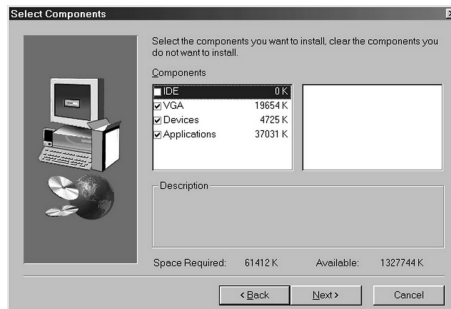 Select Components
Select the components you want to install, clear the components you
do not want to install.
Components
IDE 0 K
VGA 19654 K
Devices 4725 K
Applications 37031 K
Description
Space Required: 61412 K Available: 1327744 K
< Back Next > Cancel